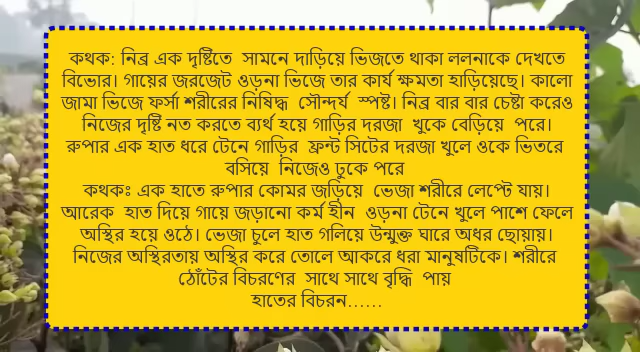 কথক: নিব্র এক দৃষ্টিতে সামনে দাড়িয়ে ভিজতে থাকা ললনাকে দেখতে
বিভোর। গায়ের জরজেট ওড়না ভিজে তার কার্য ক্ষমতা হাড়িয়েছে। কালো
জামা ভিজে ফর্সা শরীরের নিষিদ্ধ সৌন্দর্য স্পষ্ট। নিব্র বার বার চেষ্টা করেও
নিজের দৃষ্টি নত করতে ব্যর্থ হয়ে গাড়ির দরজা খুকে বেড়িয়ে পরে।
রুপার এক হাত ধরে টেনে গাড়ির ফ্রন্ট সিটের দরজা খুলে ওকে ভিতরে
বসিয়ে নিজেও ঢুকে পরে
কথকঃ এক হাতে রুপার কোমর জড়িয়ে ভেজা শরীরে লেপ্টে যায়।
আরেক হাত দিয়ে গায়ে জড়ানো কর্ম হীন ওড়না টেনে খুলে পাশে ফেলে
অস্থির হয়ে ওঠে। ভেজা চুলে হাত গলিয়ে উন্মুক্ত ঘারে অধর ছোয়ায়।
নিজের অস্থিরতায় অস্থির করে তোলে আকরে ধরা মানুষটিকে। শরীরে
ঠোঁটের বিচরণের সাথে সাথে বৃদ্ধি পায়
হাতের বিচরন......